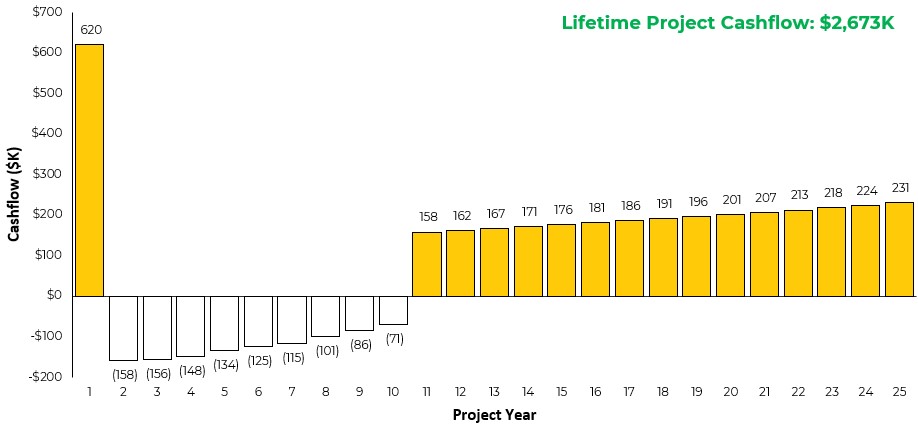 Lifetime Project Cashflow: $2,673K
Cashflow ($K)
$700
$600
$500
$400
$300
$200
$100
$0
-$100
-$200
620
(158) (156) (148) (134) (125) (115) (101) (86) (71)
158 162 167 171 176 181 186 191 196 201 207 213 218 224 231
1 2 3 4 5 6 7 8 9 10 11 12 13 14 15 16 17 18 19 20 21 22 23 24 25
Project Year